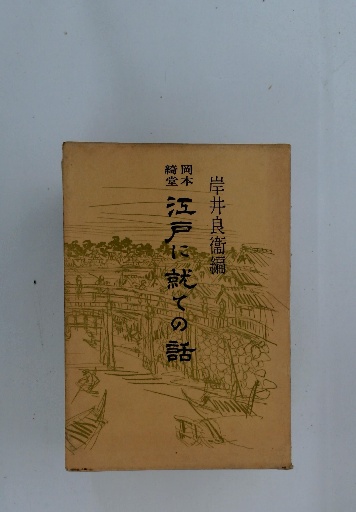 岸井良衞編
岡本
綺堂
江戸に就ての話